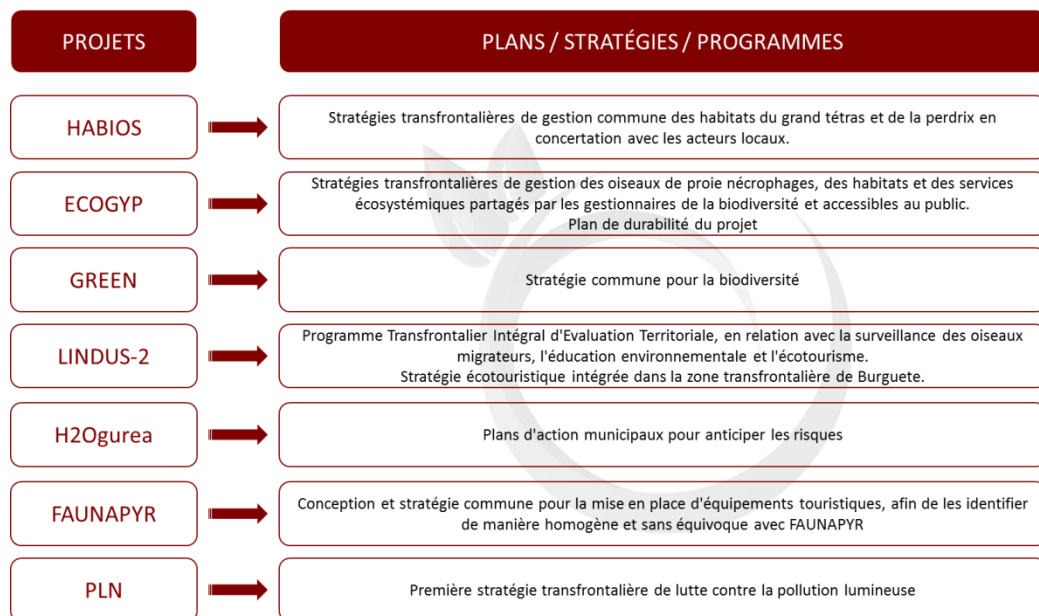 PROJETS
PLANS / STRATÉGIES / PROGRAMMES
HABIOS
Stratégies transfrontalières de gestion commune des habitats du grand tétras et de la perdrix en
concertation avec les acteurs locaux.
ECOGYP
Stratégies transfrontalières de gestion des oiseaux de proie nécrophages, des habitats et des services
écosystémiques partagés par les gestionnaires de la biodiversité et accessibles au public.
Plan de durabilité du projet
GREEN
Stratégie commune pour la biodiversité
LINDUS-2
Programme Transfrontalier Intégral d'Evaluation Territoriale, en relation avec la surveillance des oiseaux
migrateurs, l'éducation environnementale et l'écotourisme.
Stratégie écotouristique intégrée dans la zone transfrontalière de Burguete.
H2Ogurea
Plans d'action municipaux pour anticiper les risques
FAUNAPYR
Conception et stratégie commune pour la mise en place d'équipements touristiques, afin de les identifier
de manière homogène et sans équivoque avec FAUNAPYR
PLN
Première stratégie transfrontalière de lutte contre la pollution lumineuse